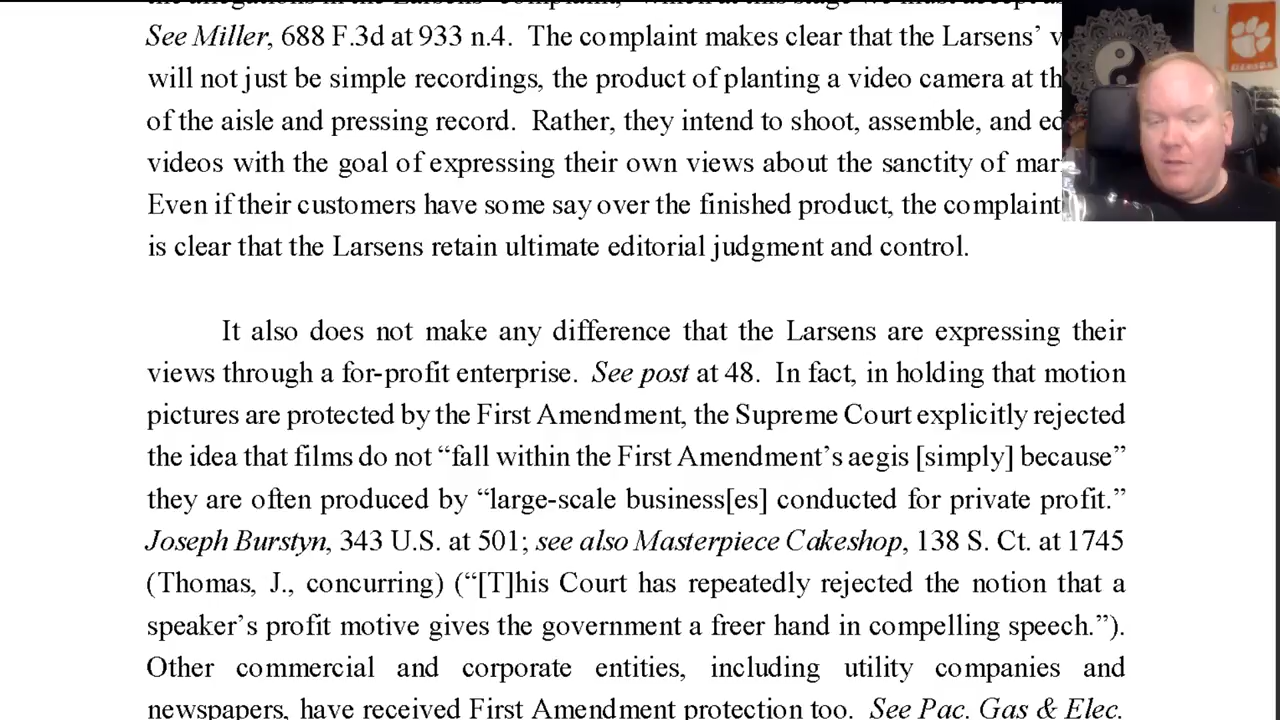 See Miller, 688 F.3d at 933 n.4. The complaint makes clear that the Larsens’
will not just be simple recordings, the product of planting a video camera at
of the aisle and pressing record. Rather, they intend to shoot, assemble, and
videos with the goal of expressing their own views about the sanctity of
Even if their customers have some say over the finished product, the complaint
is clear that the Larsens retain ultimate editorial judgment and control.
It also does not make any difference that the Larsens are expressing their
views through a for-profit enterprise. See post at 48. In fact, in holding that motion
pictures are protected by the First Amendment, the Supreme Court explicitly rejected
the idea that films do not “fall within the First Amendment’s aegis [simply] because”
they are often produced by “large-scale business[es] conducted for private profit.”
Joseph Burstyn, 343 U.S. at 501; see also Masterpiece Cakeshop, 138 S. Ct. at 1745
(Thomas, J., concurring) (“[T]his Court has repeatedly rejected the notion that a
speaker’s profit motive gives the government a freer hand in compelling speech.”).
Other commercial and corporate entities, including utility companies and
newspapers, have received First Amendment protection too. See Pac. Gas & Elec.